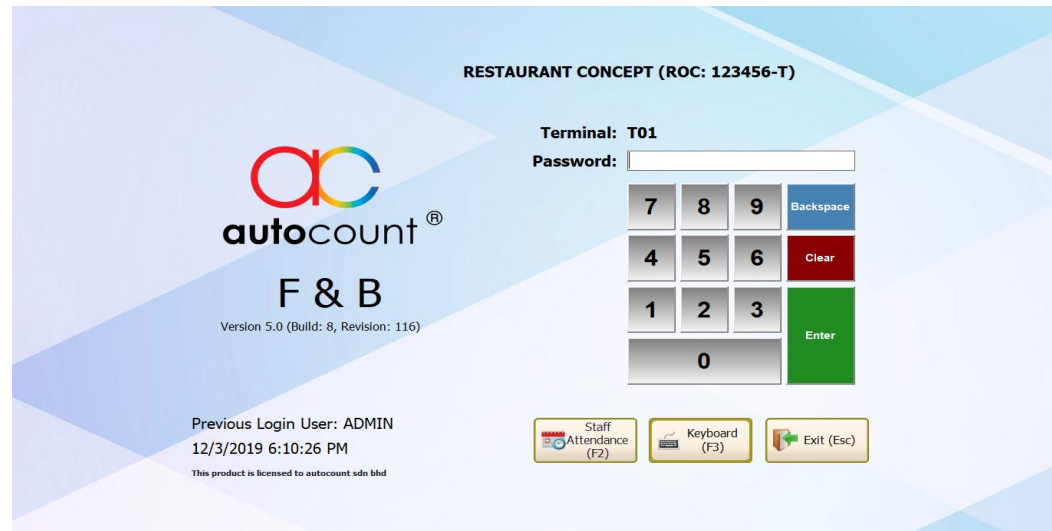 RESTAURANT CONCEPT (ROC: 123456-T)
Terminal: T01
Password:
7 8 9 Backspace
4 5 6 Clear
1 2 3
Enter
0
ac
autocount ®
F & B
Version 5.0 (Build: 8, Revision: 116)
Previous Login User: ADMIN
12/3/2019 6:10:26 PM
This product is licensed to autocount sdn bhd
Staff
Attendance
(F2)
Keyboard
(F3)
Exit (Esc)